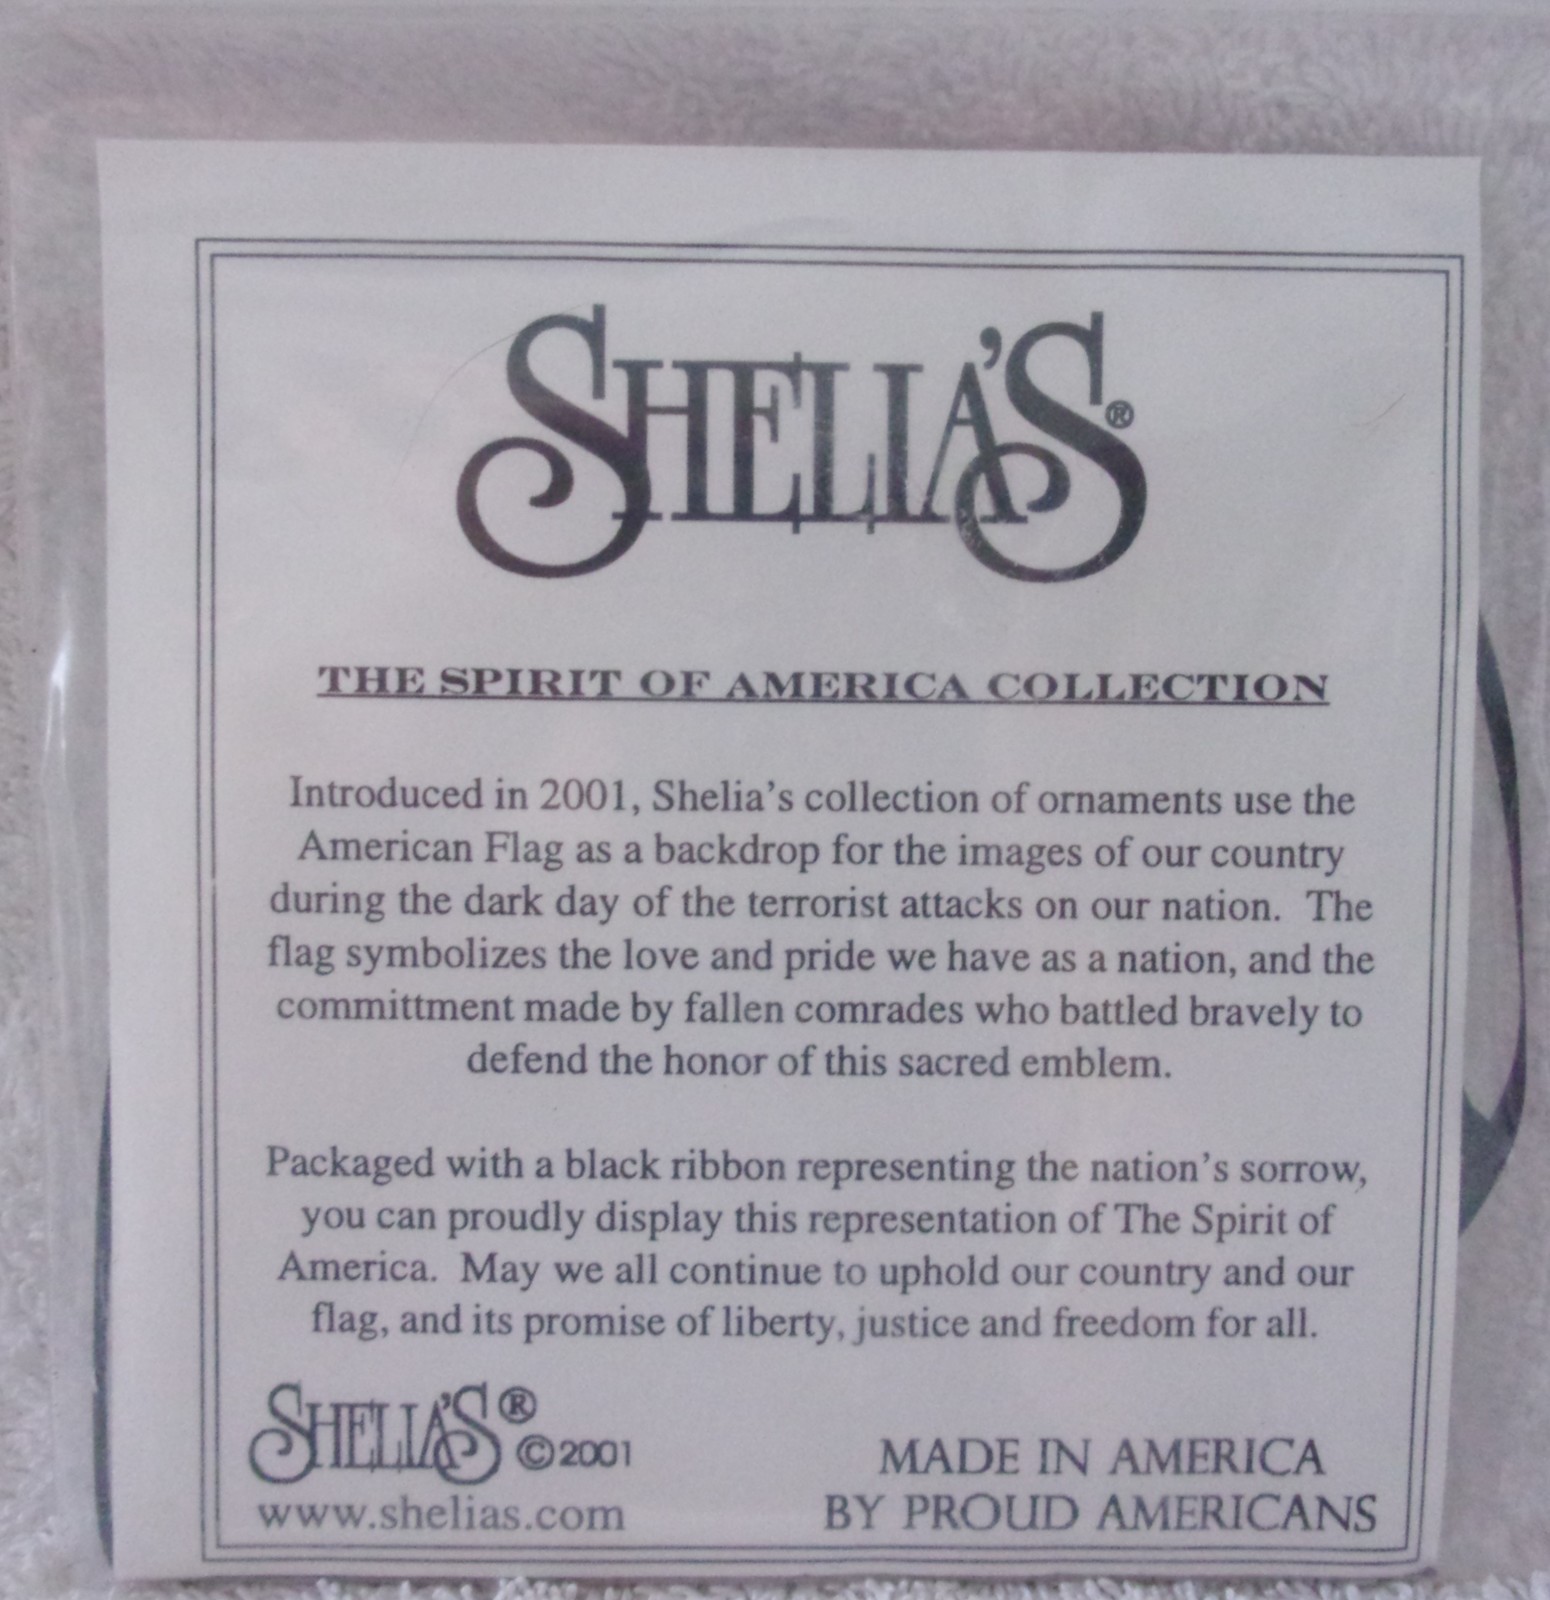 SHELIA'S®
THE SPIRIT OF AMERICA COLLECTION
Introduced in 2001, Shelia's collection of ornaments use the
American Flag as a backdrop for the images of our country
during the dark day of the terrorist attacks on our nation. The
flag symbolizes the love and pride we have as a nation, and the
committment made by fallen comrades who battled bravely to
defend the honor of this sacred emblem.
Packaged with a black ribbon representing the nation's sorrow,
you can proudly display this representation of The Spirit of
America. May we all continue to uphold our country and our
flag, and its promise of liberty, justice and freedom for all.
SHELIA'S® ©2001
www.shelias.com
MADE IN AMERICA
BY PROUD AMERICANS